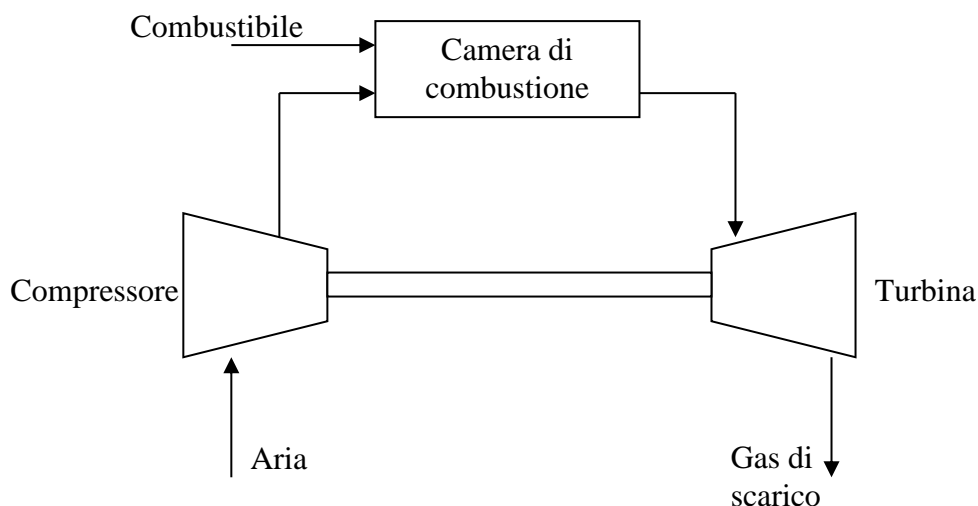 Combustibile
Camera di
combustione
Compressore
Turbina
Aria
Gas di
scarico